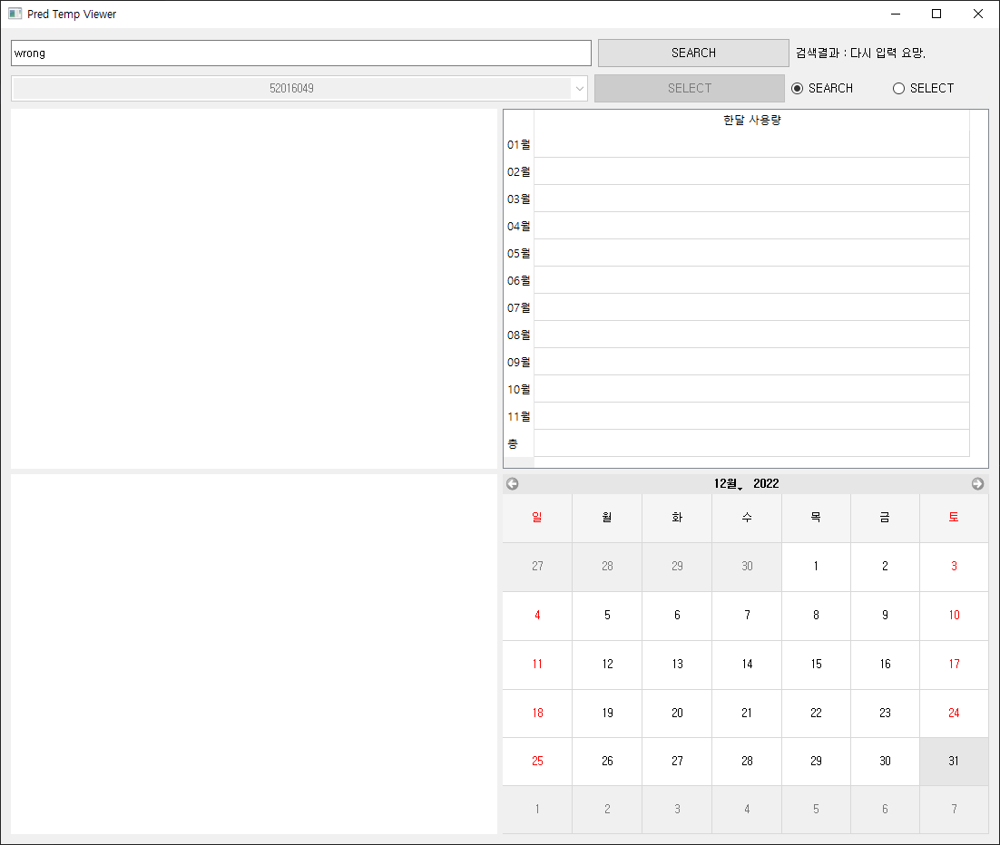 Pred Temp Viewer
wrong
SEARCH
검색결과 : 다시 입력 요망.
52016049
SELECT
SEARCH
SELECT
한달 사용량
01월
02월
03월
04월
05월
06월
07월
08월
09월
10월
11월
총
12월 2022
일 월 화 수 목 금 토
27 28 29 30 1 2 3
4 5 6 7 8 9 10
11 12 13 14 15 16 17
18 19 20 21 22 23 24
25 26 27 28 29 30 31
1 2 3 4 5 6 7